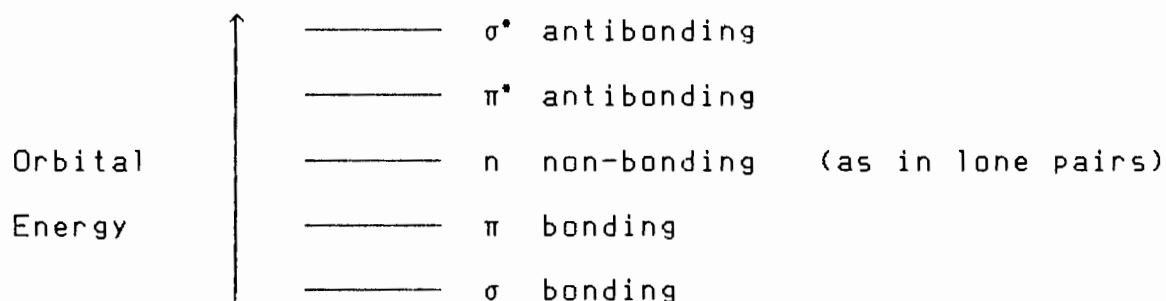 σ* antibonding
π* antibonding
Orbital n non-bonding (as in lone pairs)
Energy π bonding
σ bonding